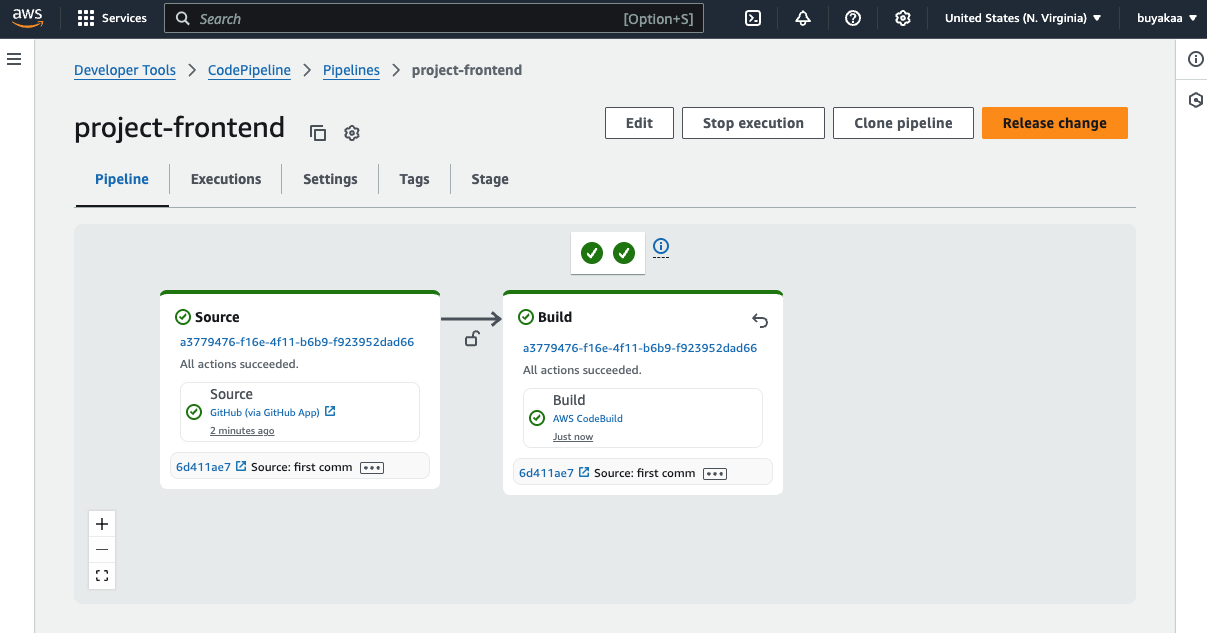 aws
Services
Search
[Option+S]
United States (N. Virginia)
buyakaa
Developer Tools > CodePipeline > Pipelines > project-frontend
project-frontend
Edit
Stop execution
Clone pipeline
Release change
Pipeline
Executions
Settings
Tags
Stage
Source
a3779476-f16e-4f11-b6b9-f923952dad66
All actions succeeded.
Source
GitHub (via GitHub App)
2 minutes ago
6d411ae7 Source: first comm
Build
a3779476-f16e-4f11-b6b9-f923952dad66
All actions succeeded.
Build
AWS CodeBuild
Just now
6d411ae7 Source: first comm